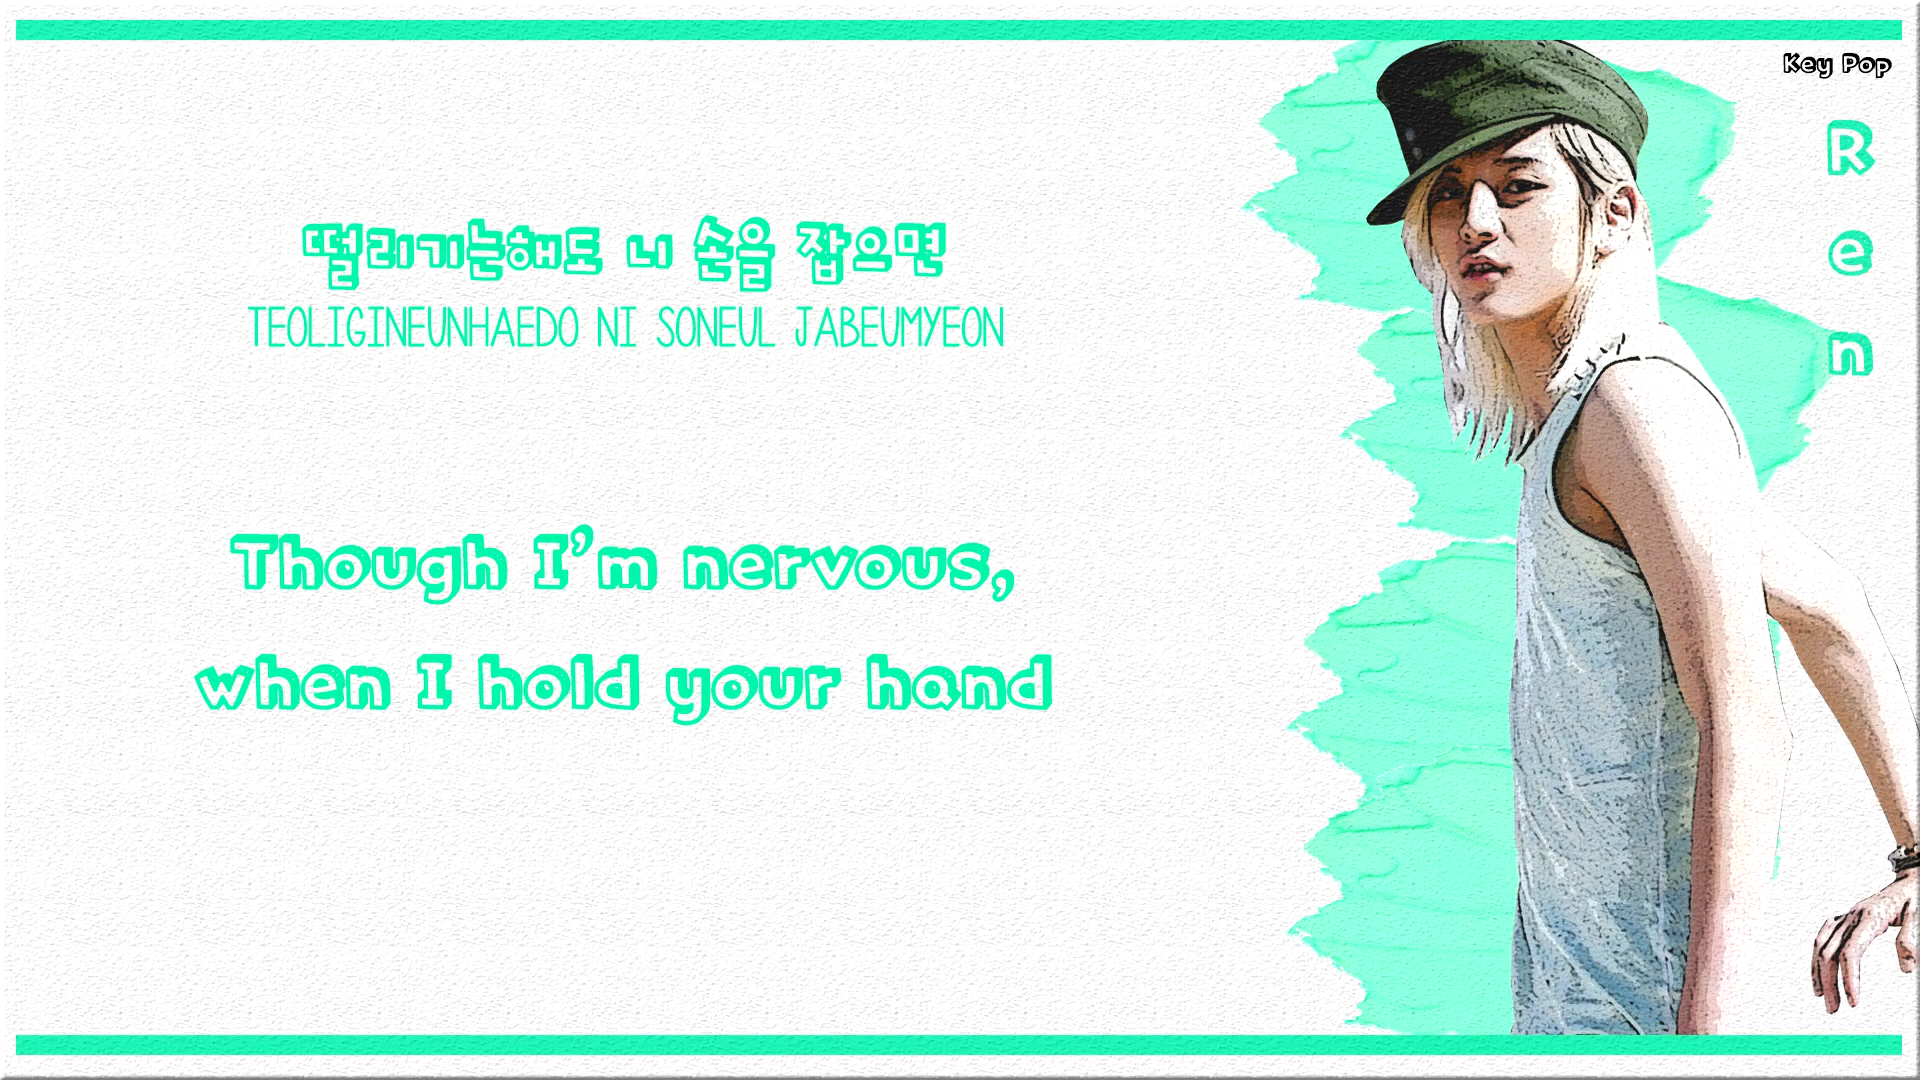 Key Pop
Ren
떨리기는해도 니 손을 잡으면
TEOLIGINEUNHAEDO NI SONEUL JABEUMYEON
Though I'm nervous,
when I hold your hand